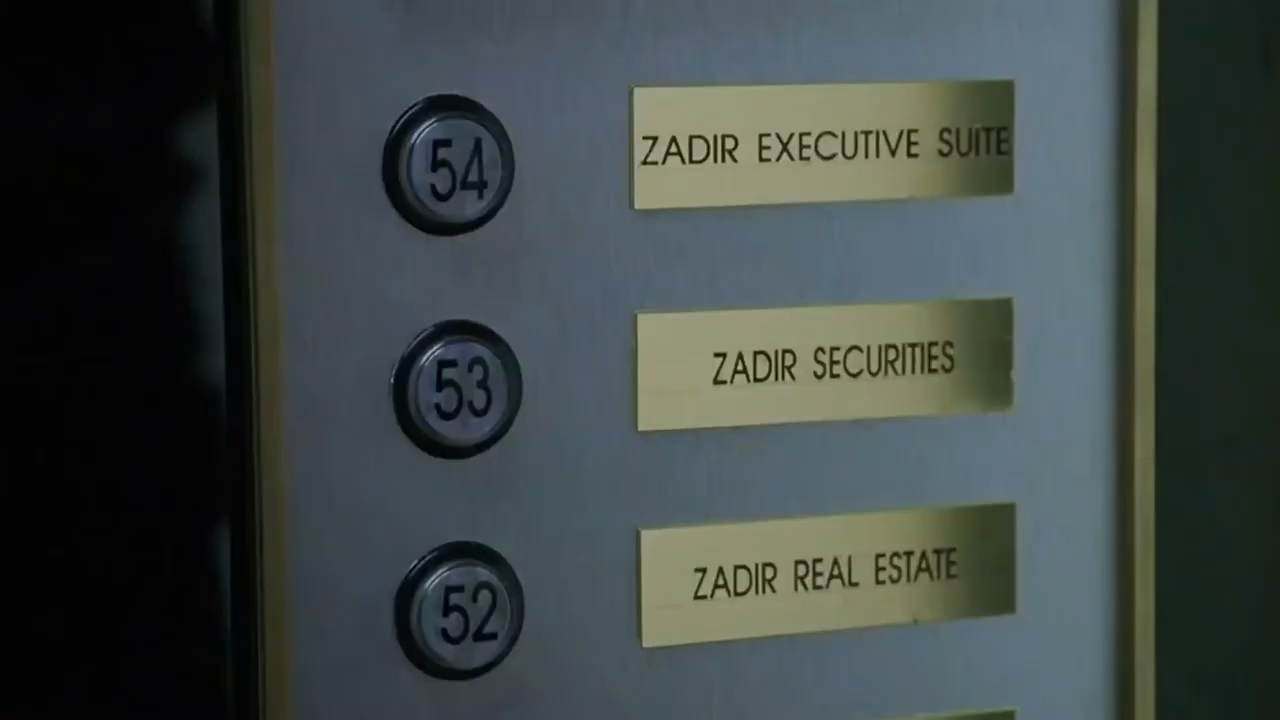 54 ZADIR EXECUTIVE SUITE
53 ZADIR SECURITIES
52 ZADIR REAL ESTATE